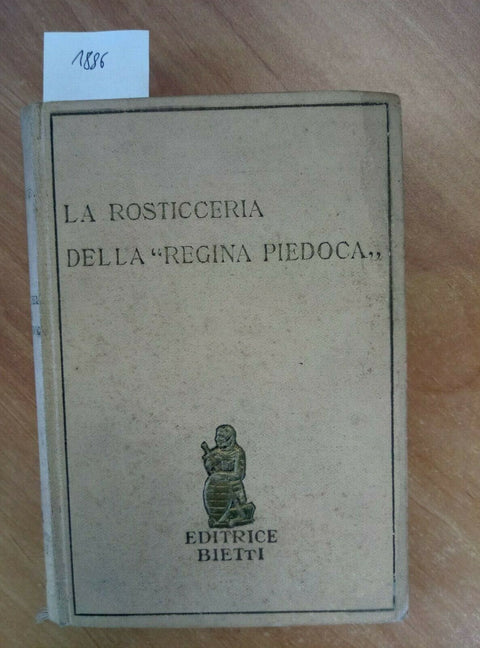 1886
LA ROSTICCERIA
DELLA “REGINA PIEDOCA„
EDITRICE
BIETTI